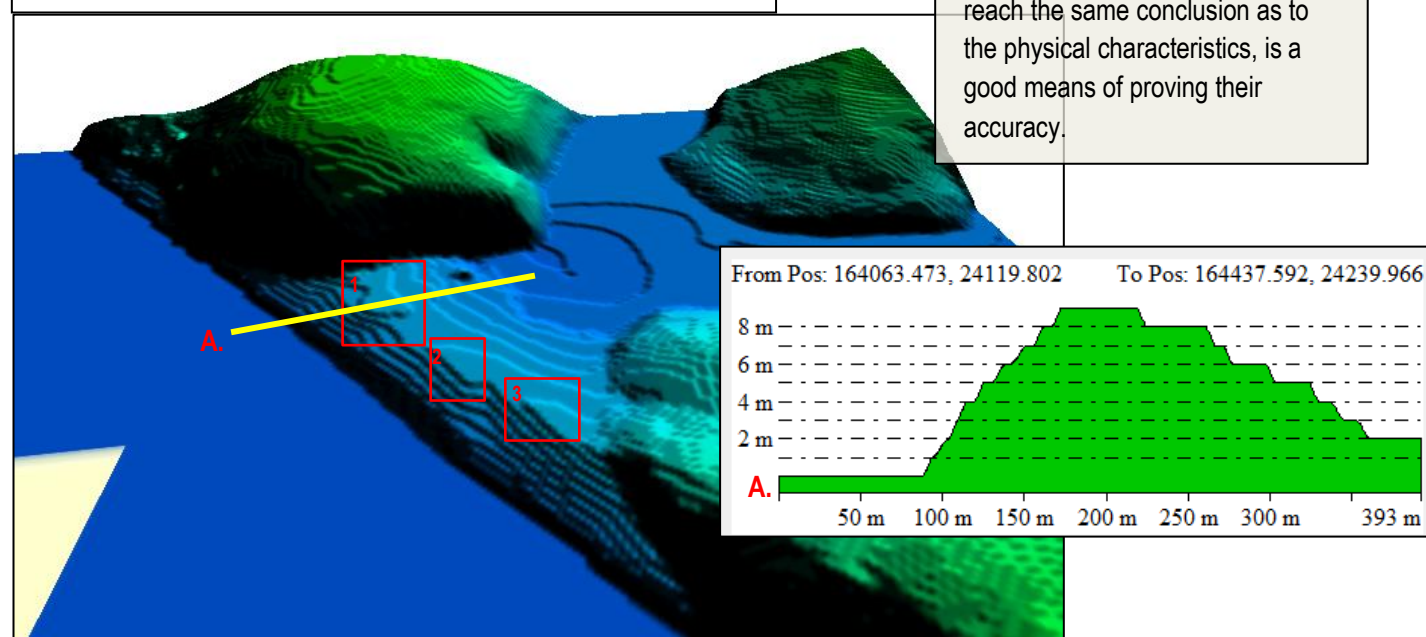 reach the same conclusion as to
the physical characteristics, is a
good means of proving their
accuracy.
1
A.
2
3
From Pos: 164063.473, 24119.802 To Pos: 164437.592, 24239.966
8 m
6 m
4 m
2 m
A.
50 m 100 m 150 m 200 m 250 m 300 m 393 m